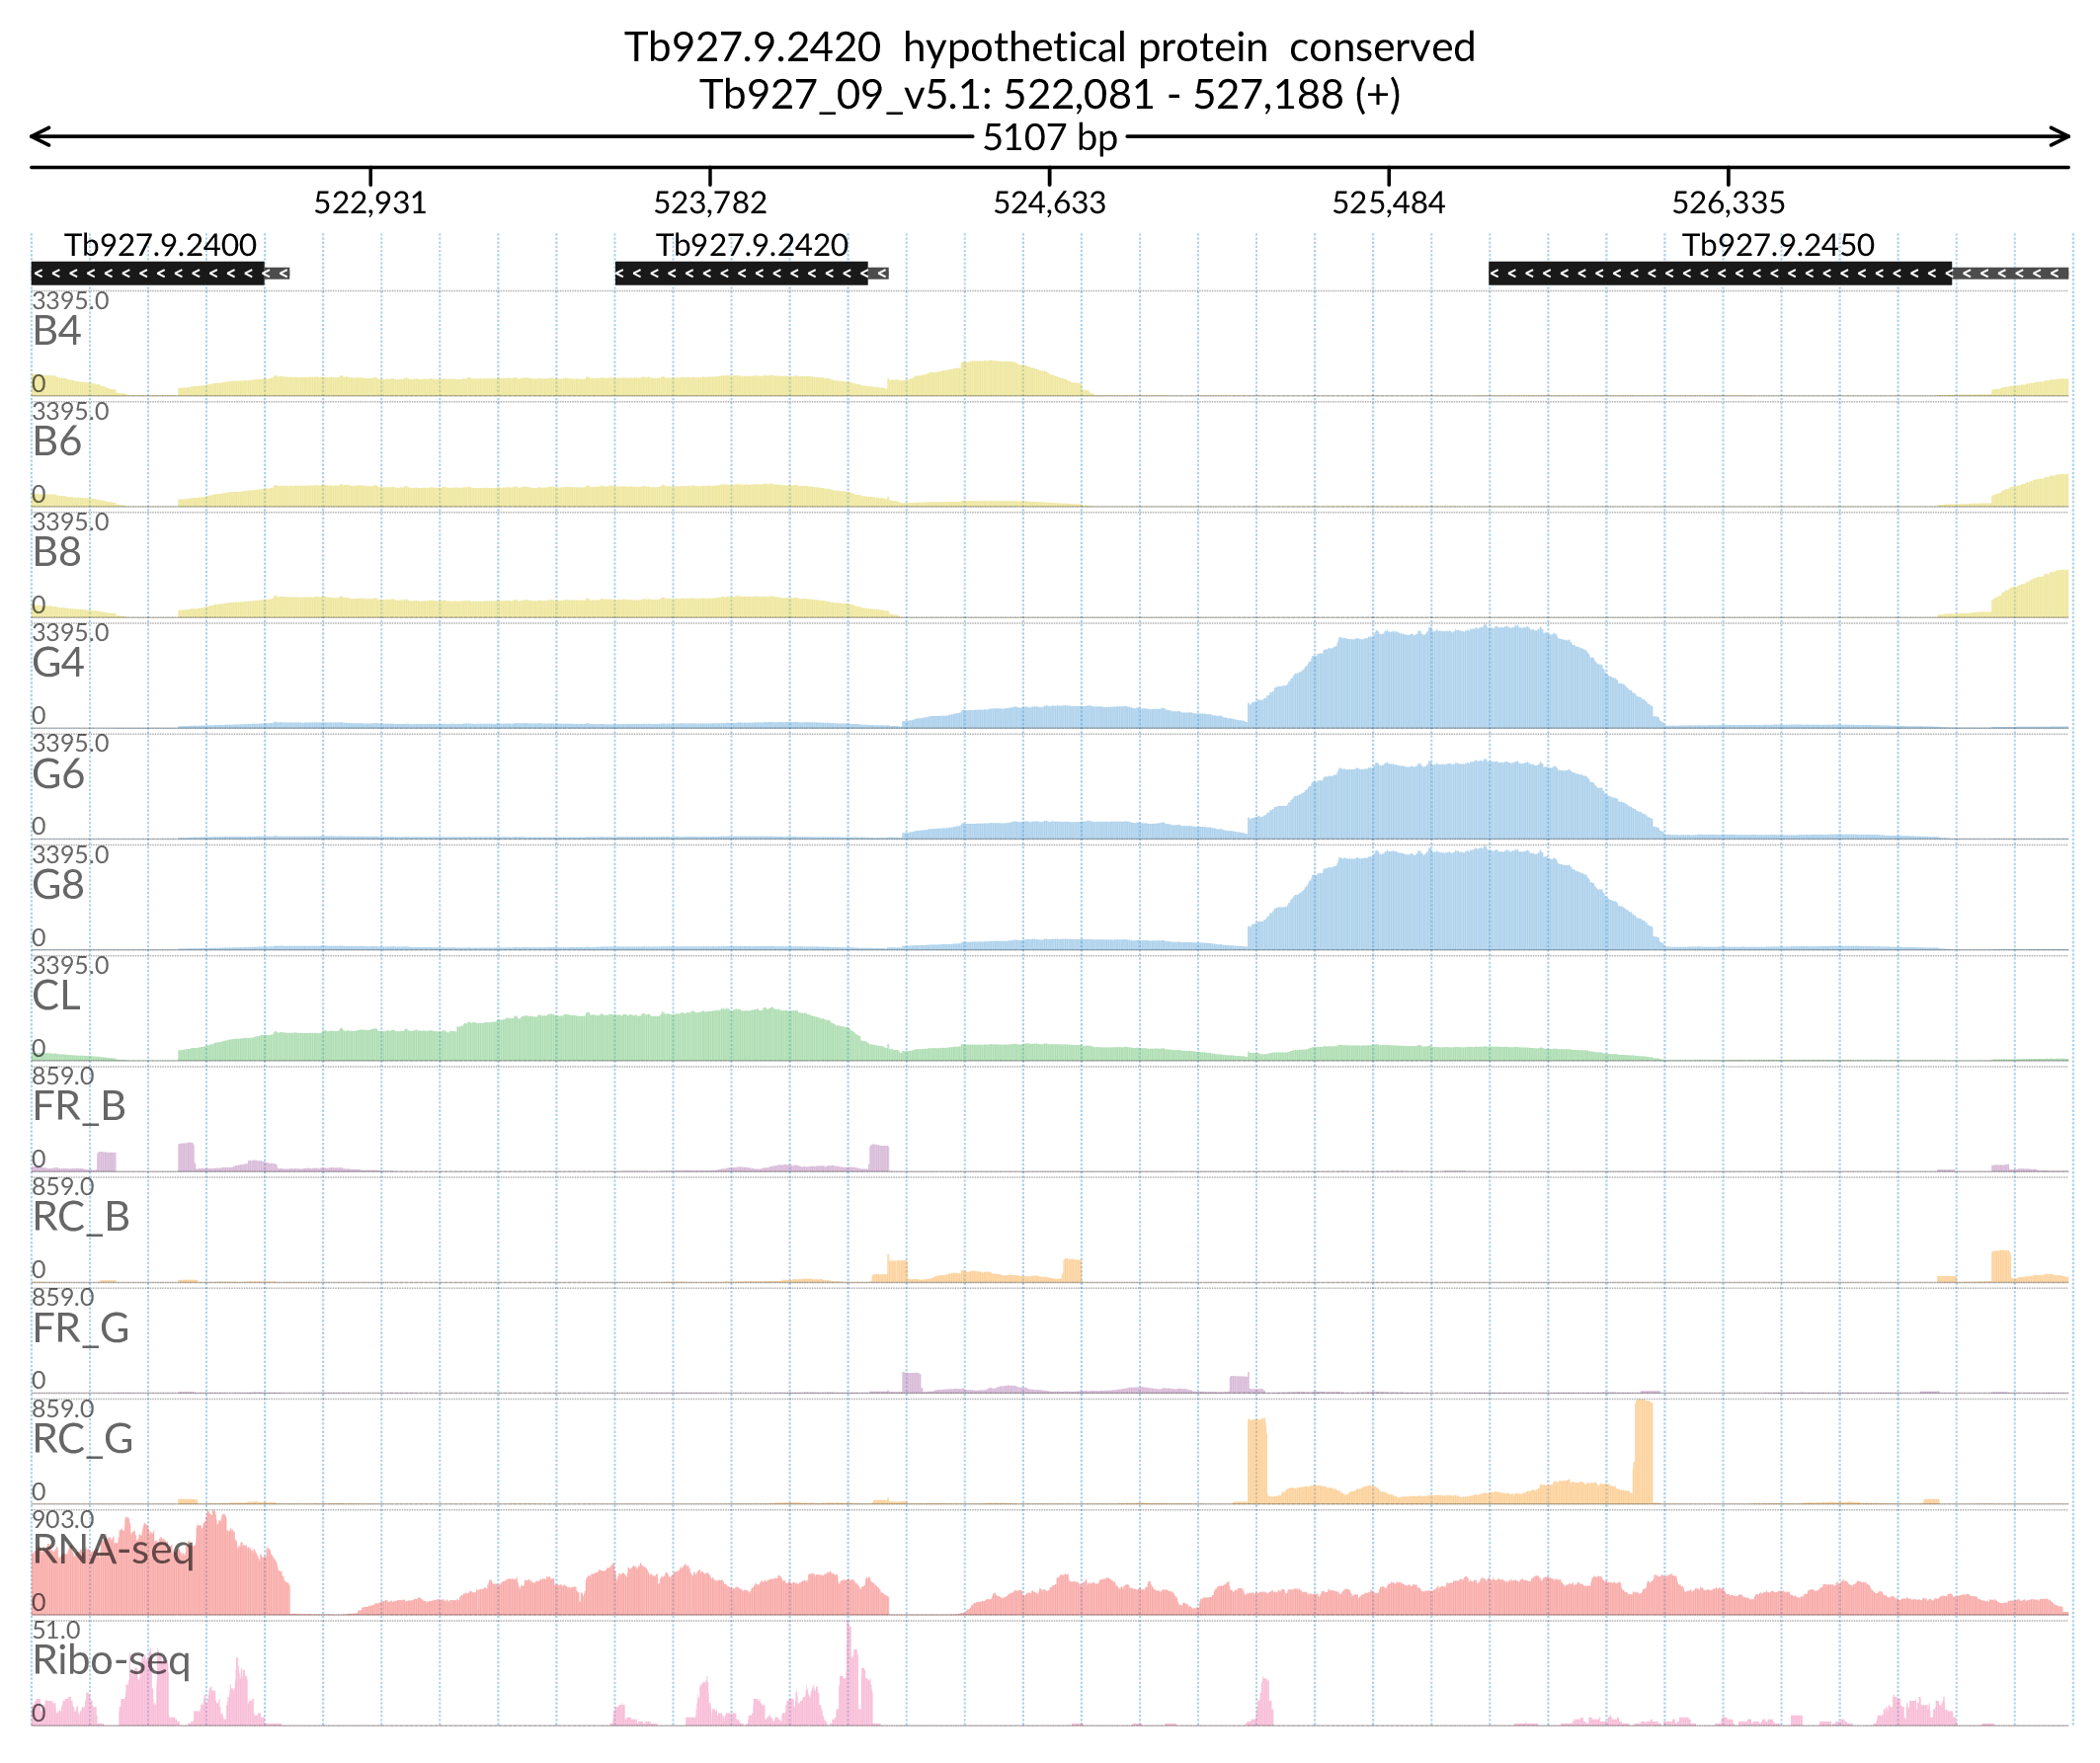 Tb927.9.2420  hypothetical protein  conserved
Tb927_09_v5.1: 522,081 - 527,188 (+)
5107 bp
522,931 523,782 524,633 525,484 526,335
Tb927.9.2400 Tb927.9.2420 Tb927.9.2450
3395.0
B4
0
3395.0
B6
0
3395.0
B8
0
3395.0
G4
0
3395.0
G6
0
3395.0
G8
0
3395.0
CL
0
859.0
FR_B
0
859.0
RC_B
0
859.0
FR_G
0
859.0
RC_G
0
903.0
RNA-seq
0
51.0
Ribo-seq
0